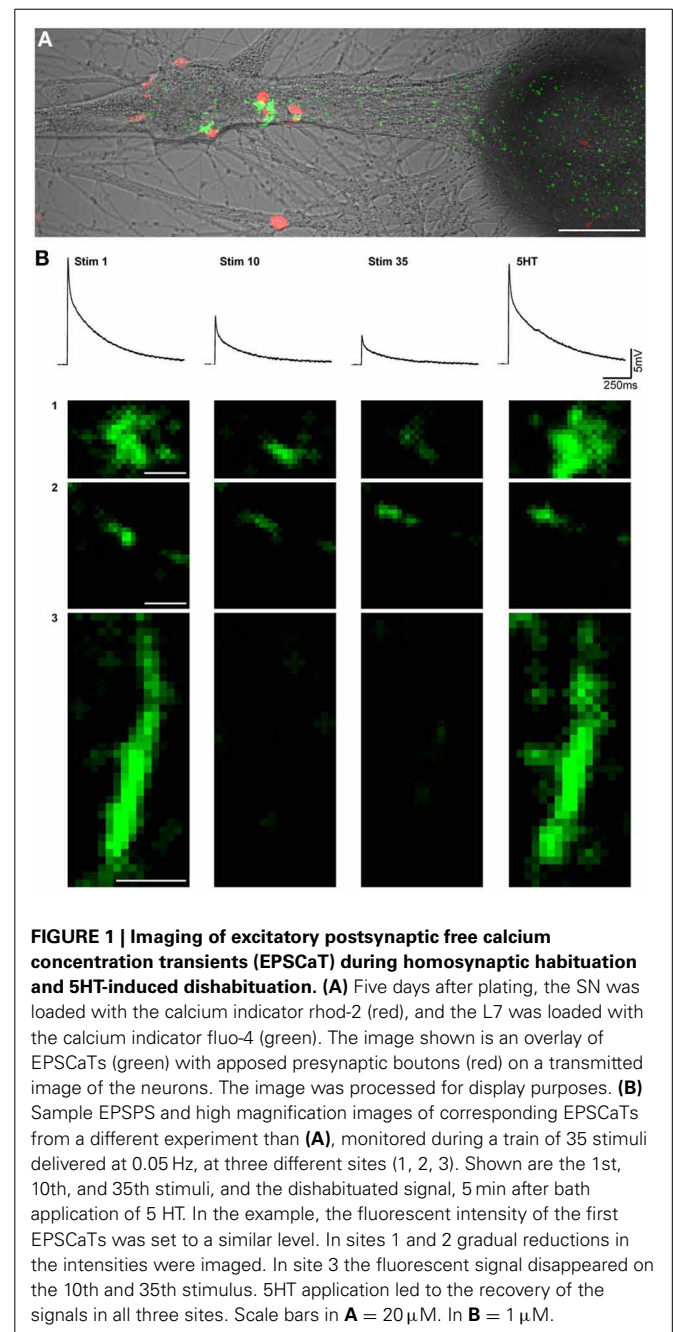 A
B
Stim 1 Stim 10 Stim 35 5HT
5mV
250ms
1
2
3
FIGURE 1 | Imaging of excitatory postsynaptic free calcium
concentration transients (EPSCaT) during homosynaptic habituation
and 5HT-induced dishabituation. (A) Five days after plating, the SN was
loaded with the calcium indicator rhod-2 (red), and the L7 was loaded with
the calcium indicator fluo-4 (green). The image shown is an overlay of
EPSCaTs (green) with apposed presynaptic boutons (red) on a transmitted
image of the neurons. The image was processed for display purposes. (B)
Sample EPSPS and high magnification images of corresponding EPSCaTs
from a different experiment than (A), monitored during a train of 35 stimuli
delivered at 0.05 Hz, at three different sites (1, 2, 3). Shown are the 1st,
10th, and 35th stimuli, and the dishabituated signal, 5 min after bath
application of 5 HT. In the example, the fluorescent intensity of the first
EPSCaTs was set to a similar level. In sites 1 and 2 gradual reductions in
the intensities were imaged. In site 3 the fluorescent signal disappeared on
the 10th and 35th stimulus. 5HT application led to the recovery of the
signals in all three sites. Scale bars in A = 20 μM. In B = 1 μM.